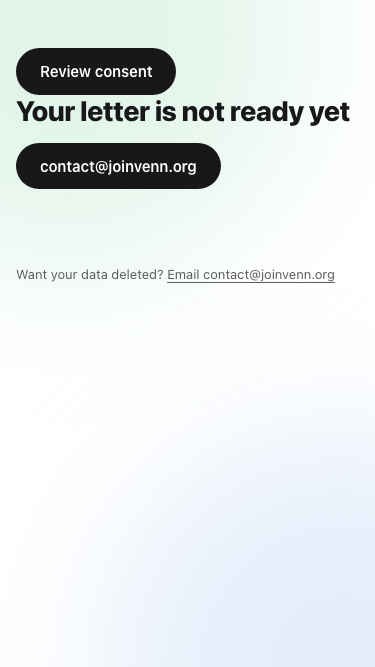 Review consent
Your letter is not ready yet
contact@joinvenn.org
Want your data deleted? Email contact@joinvenn.org